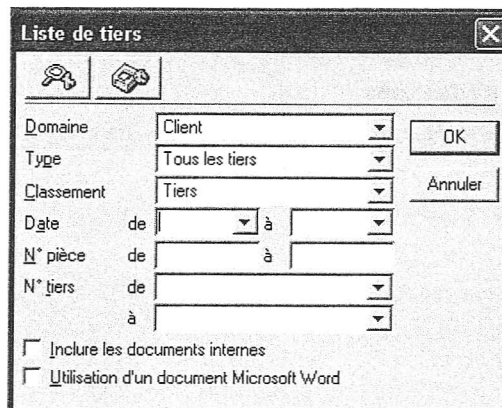 Liste de tiers
Domaine Client
OK
Type Tous les tiers
Classement Tiers
Annuler
Date de à
N° pièce de à
N° tiers de
à
Inclure les documents internes
Utilisation d'un document Microsoft Word